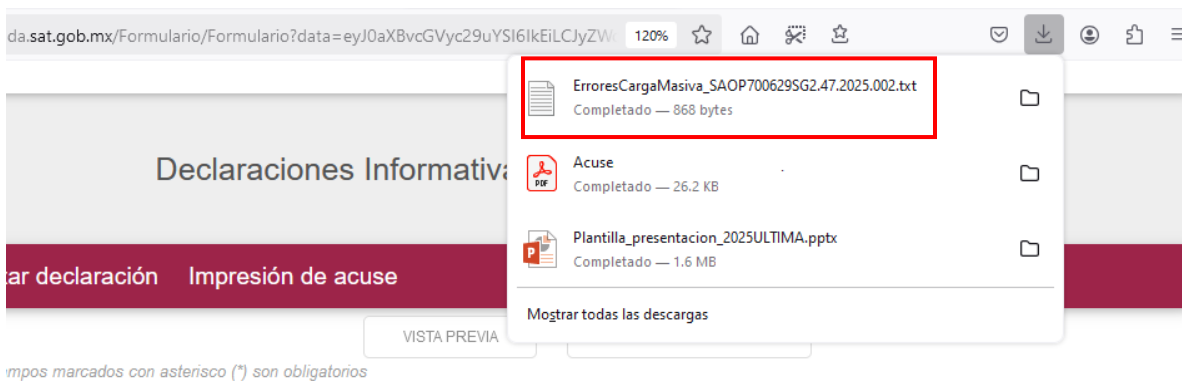 da.sat.gob.mx/Formulario/Formulario?data=eyJ0aXBvcGVyc29uYSI6IkEiLCJyZW 120%
ErroresCargaMasiva_SAOP700629SG2.47.2025.002.txt
Completado — 868 bytes
Declaraciones Informativa
Acuse
PDF
Completado — 26.2 KB
Plantilla_presentacion_2025ULTIMA.pptx
P
Completado — 1.6 MB
tar declaración Impresión de acuse
Mostrar todas las descargas
VISTA PREVIA
ampos marcados con asterisco (*) son obligatorios